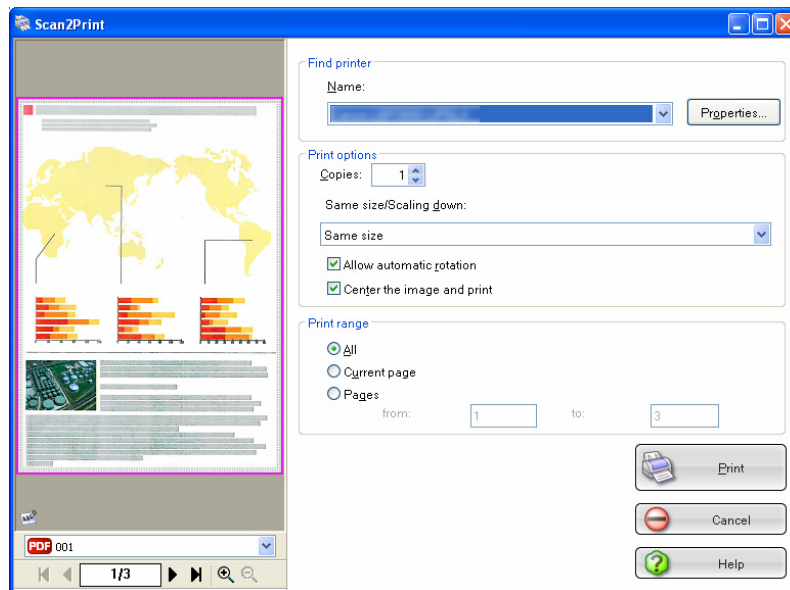 Scan2Print
Find printer
Name:
Properties...
Print options
Copies: 1
Same size/Scaling down:
Same size
Allow automatic rotation
Center the image and print
Print range
All
Current page
Pages
from: 1 to: 3
Print
Cancel
Help
PDF 001
1/3